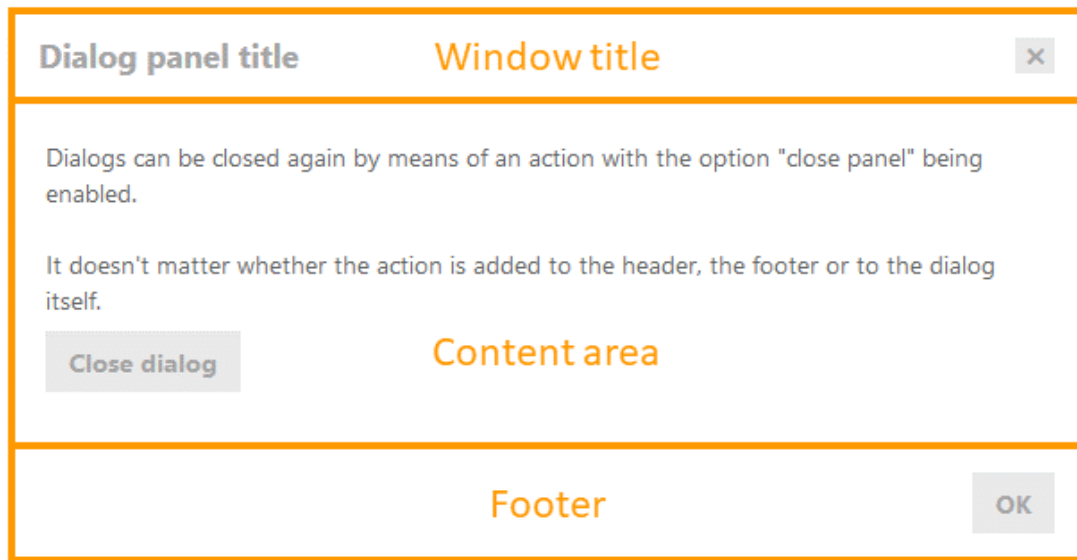 Dialog panel title
Window title
×
Dialogs can be closed again by means of an action with the option "close panel" being
enabled.
It doesn't matter whether the action is added to the header, the footer or to the dialog
itself.
Close dialog
Content area
Footer
OK